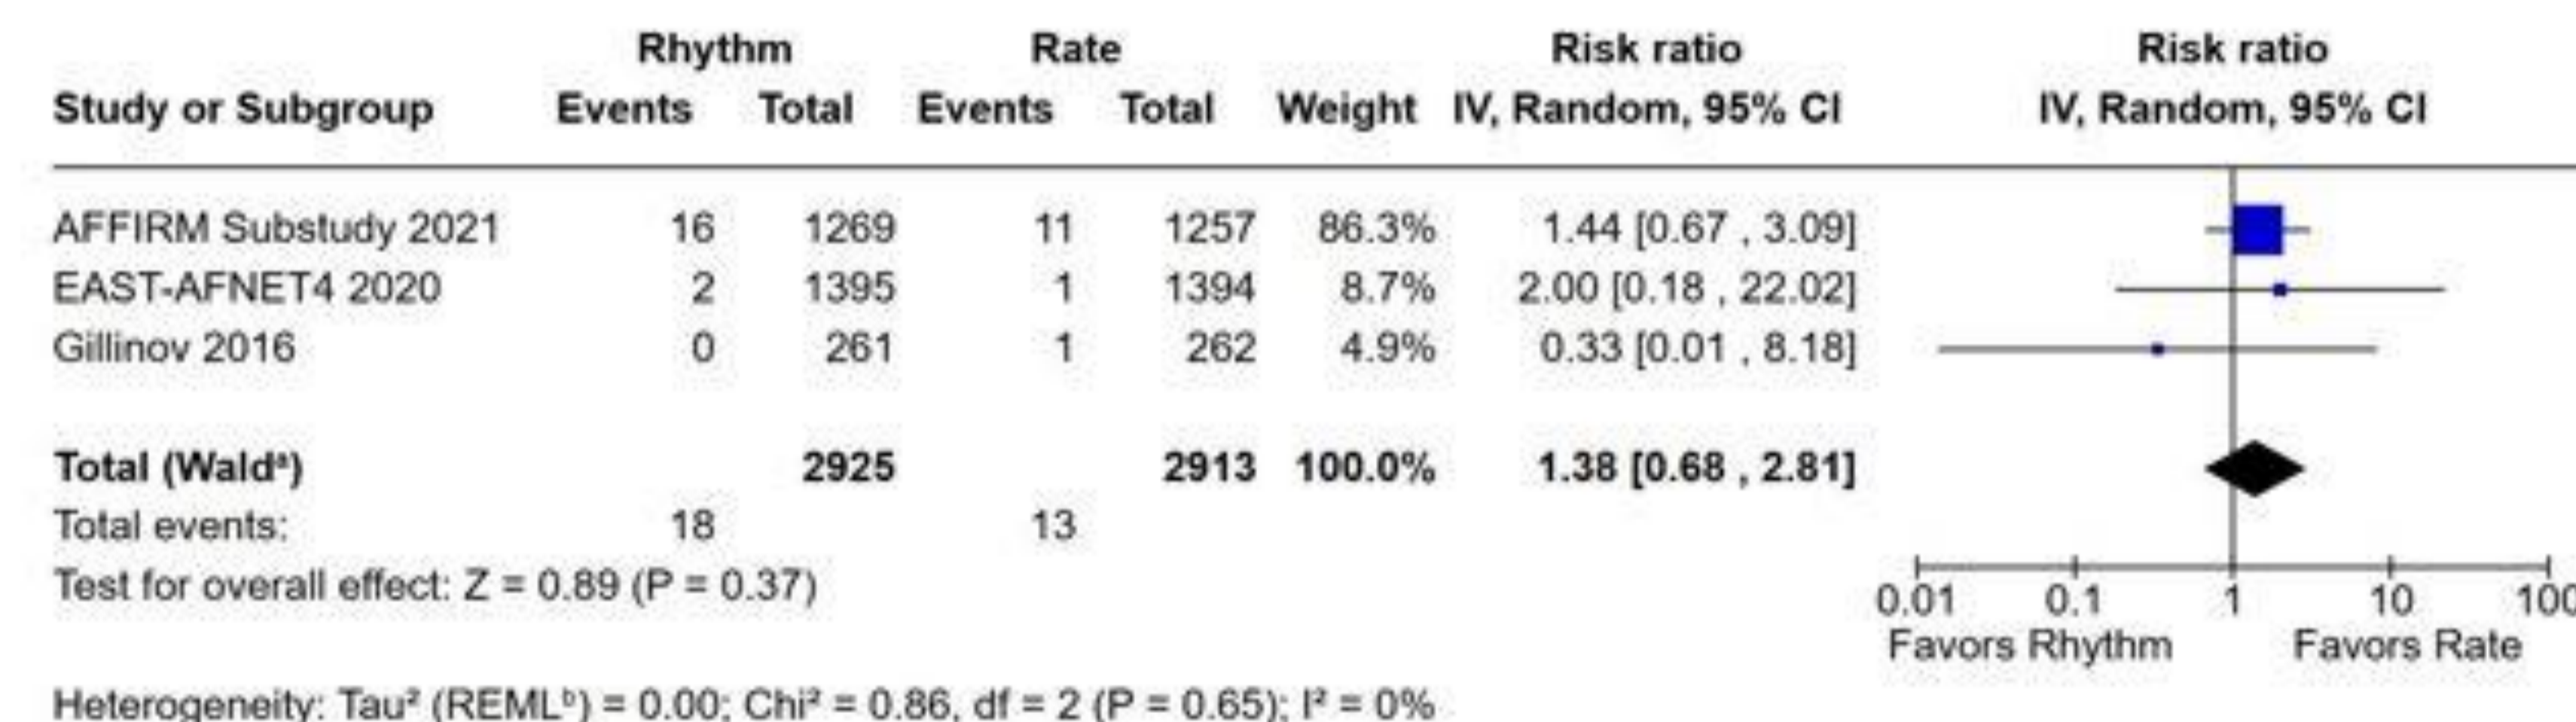 Rhythm Rate Risk ratio Risk ratio
Study or Subgroup Events Total Events Total Weight IV, Random, 95% CI IV, Random, 95% CI
AFFIRM Substudy 2021 16 1269 11 1257 86.3% 1.44 [0.67 , 3.09]
EAST-AFNET4 2020 2 1395 1 1394 8.7% 2.00 [0.18 , 22.02]
Gillinov 2016 0 261 1 262 4.9% 0.33 [0.01 , 8.18]
Total (Waldᵃ) 2925 2913 100.0% 1.38 [0.68 , 2.81]
Total events: 18 13
Test for overall effect: Z = 0.89 (P = 0.37)
0.01 0.1 1 10 100
Favors Rhythm Favors Rate
Heterogeneity: Tau² (REMLᵇ) = 0.00; Chi² = 0.86, df = 2 (P = 0.65); I² = 0%